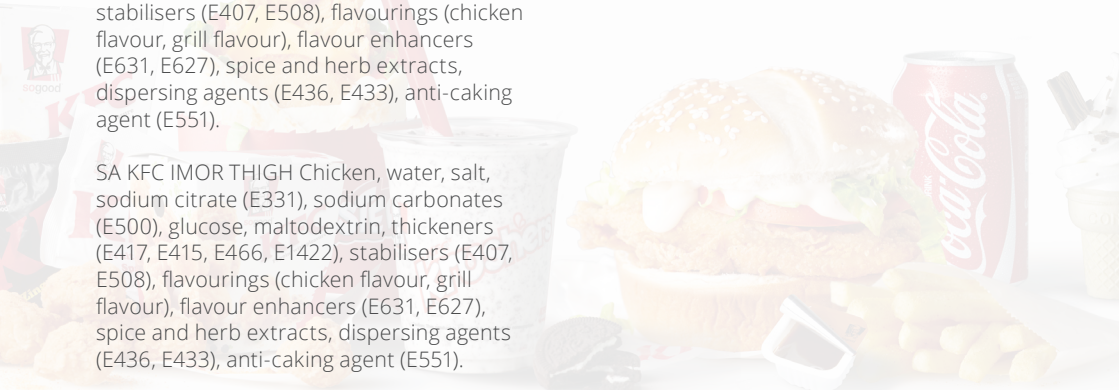 stabilisers (E407, E508), flavourings (chicken
flavour, grill flavour), flavour enhancers
(E631, E627), spice and herb extracts,
dispersing agents (E436, E433), anti-caking
agent (E551).
SA KFC IMOR THIGH Chicken, water, salt,
sodium citrate (E331), sodium carbonates
(E500), glucose, maltodextrin, thickeners
(E417, E415, E466, E1422), stabilisers (E407,
E508), flavourings (chicken flavour, grill
flavour), flavour enhancers (E631, E627),
spice and herb extracts, dispersing agents
(E436, E433), anti-caking agent (E551).
sogood
Coca-Cola